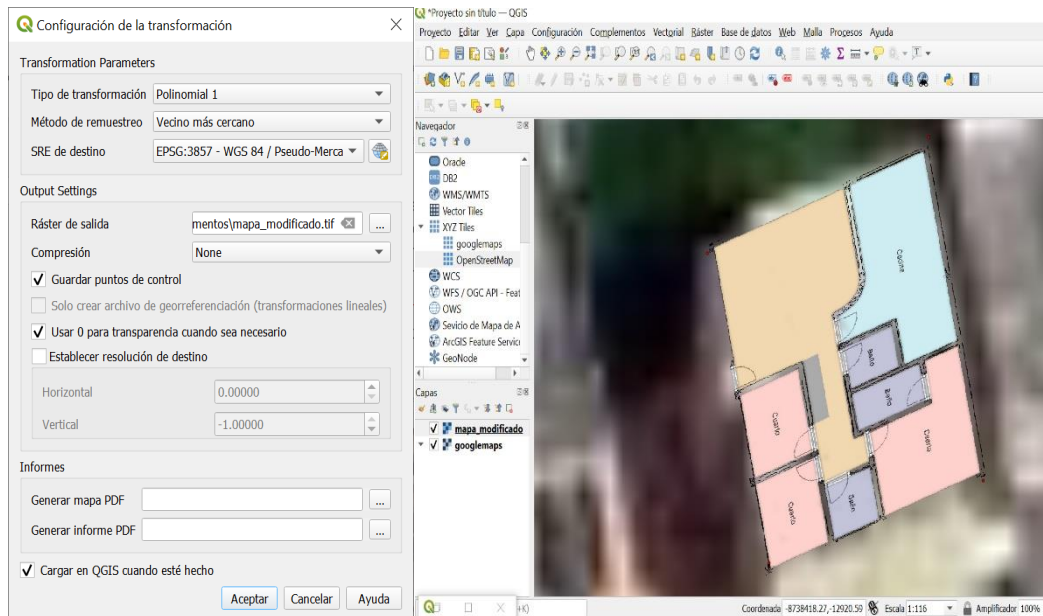 Configuración de la transformación
Transformation Parameters
Tipo de transformación Polinomial 1
Método de remuestreo Vecino más cercano
SRE de destino EPSG:3857 - WGS 84 / Pseudo-Merca
Output Settings
Ráster de salida mentos\mapa_modificado.tif ...
Compresión None
Guardar puntos de control
Solo crear archivo de georreferenciación (transformaciones lineales)
Usar 0 para transparencia cuando sea necesario
Establecer resolución de destino
Horizontal 0.00000
Vertical -1.00000
Informes
Generar mapa PDF ...
Generar informe PDF ...
Cargar en QGIS cuando esté hecho
Aceptar Cancelar Ayuda
*Proyecto sin título — QGIS
Proyecto Editar Ver Capa Configuración Complementos Vectorial Ráster Base de datos Web Malla Procesos Ayuda
Navegador
Oracle
DB2
WMS/WMTS
Vector Tiles
XYZ Tiles
googlemaps
OpenStreetMap
WCS
WFS / OGC API - Feat
OWS
Sevicio de Mapa de A
ArcGIS Feature Servici
GeoNode
Capas
mapa_modificado
googlemaps
Cocina
Baño
Baño
Cuarto
Cuarto
Cuarto
Baño
+K)
Coordenada -8738418.27,-12920.59 Escala 1:116 Amplificador 100%